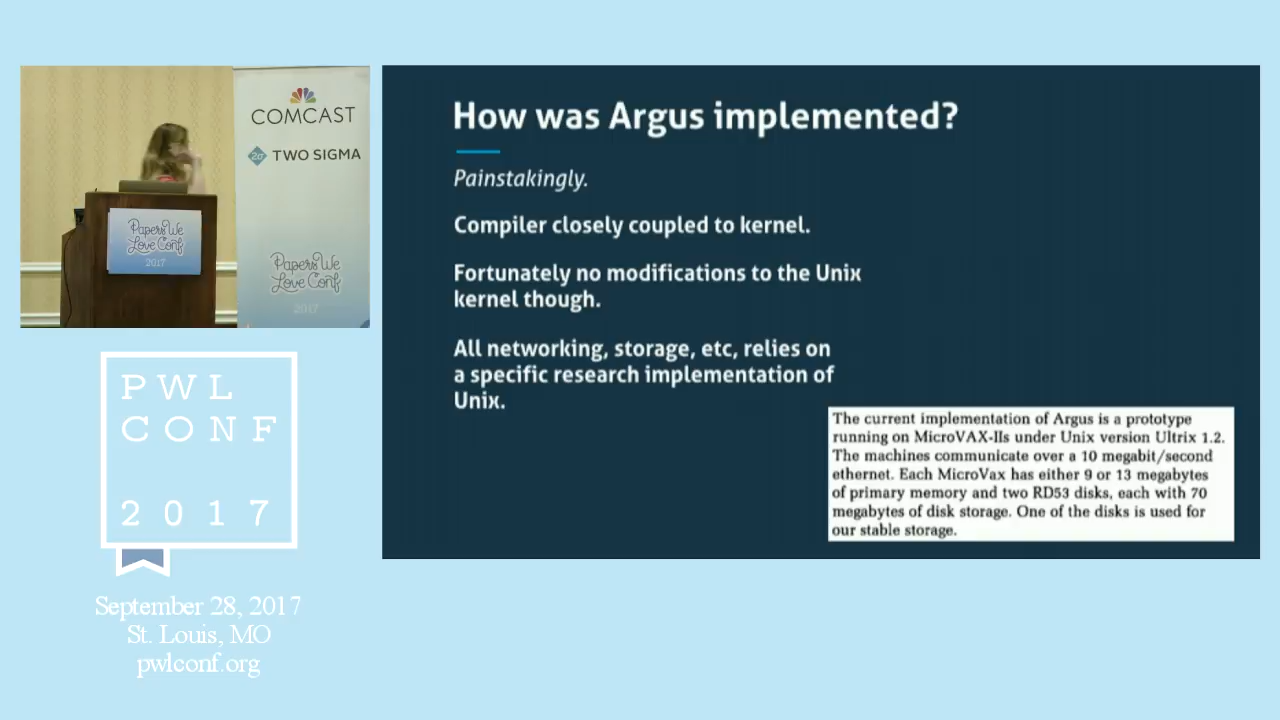 COMCAST
2σ TWO SIGMA
Papers We
Love Conf
2017
Papers We
Love Conf
2017
PWL
CONF
2017
September 28, 2017
St. Louis, MO
pwlconf.org
How was Argus implemented?
Painstakingly.
Compiler closely coupled to kernel.
Fortunately no modifications to the Unix
kernel though.
All networking, storage, etc, relies on
a specific research implementation of
Unix.
The current implementation of Argus is a prototype
running on MicroVAX-IIs under Unix version Ultrix 1.2.
The machines communicate over a 10 megabit/second
ethernet. Each MicroVax has either 9 or 13 megabytes
of primary memory and two RD53 disks, each with 70
megabytes of disk storage. One of the disks is used for
our stable storage.